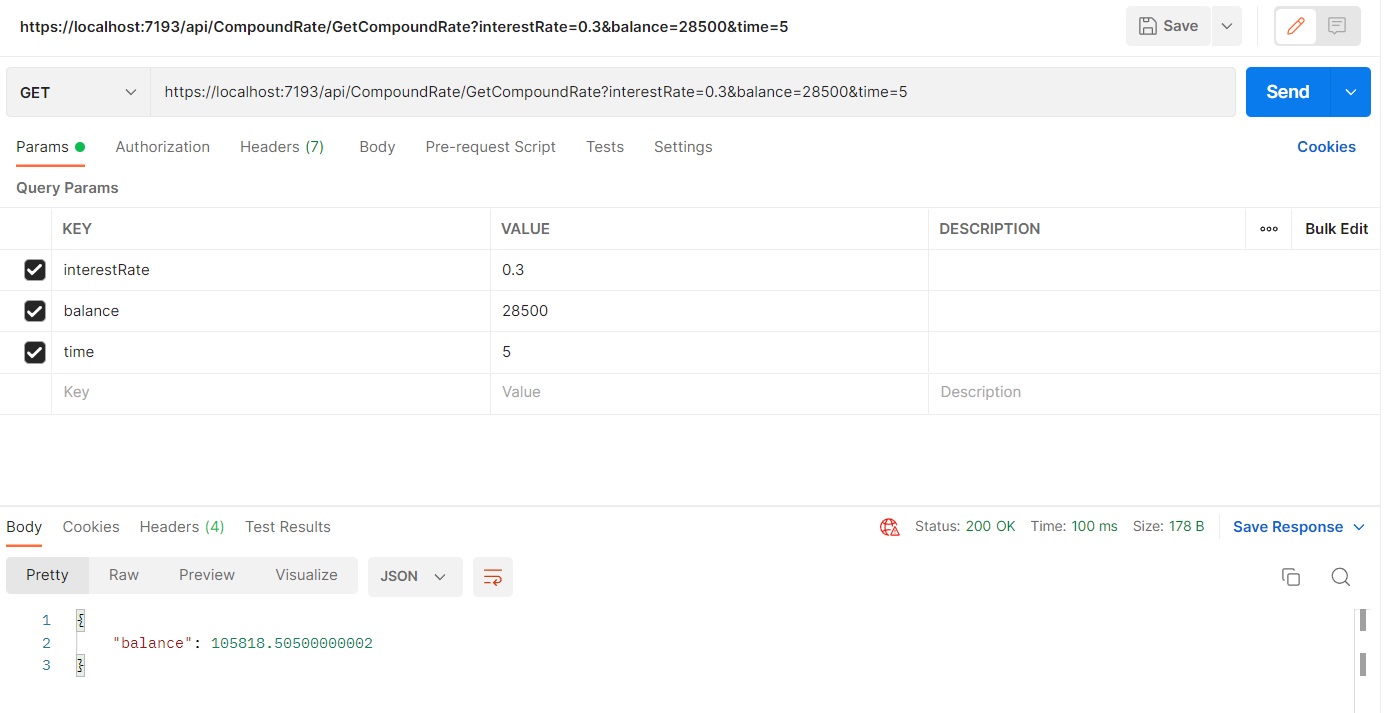 https://localhost:7193/api/CompoundRate/GetCompoundRate?interestRate=0.3&balance=28500&time=5
Save
GET
https://localhost:7193/api/CompoundRate/GetCompoundRate?interestRate=0.3&balance=28500&time=5
Send
Params Authorization Headers (7) Body Pre-request Script Tests Settings Cookies
Query Params
KEY VALUE DESCRIPTION Bulk Edit
interestRate 0.3
balance 28500
time 5
Key Value Description
Body Cookies Headers (4) Test Results Status: 200 OK Time: 100 ms Size: 178 B Save Response
Pretty Raw Preview Visualize JSON
1 {
2 "balance": 105818.50500000002
3 }